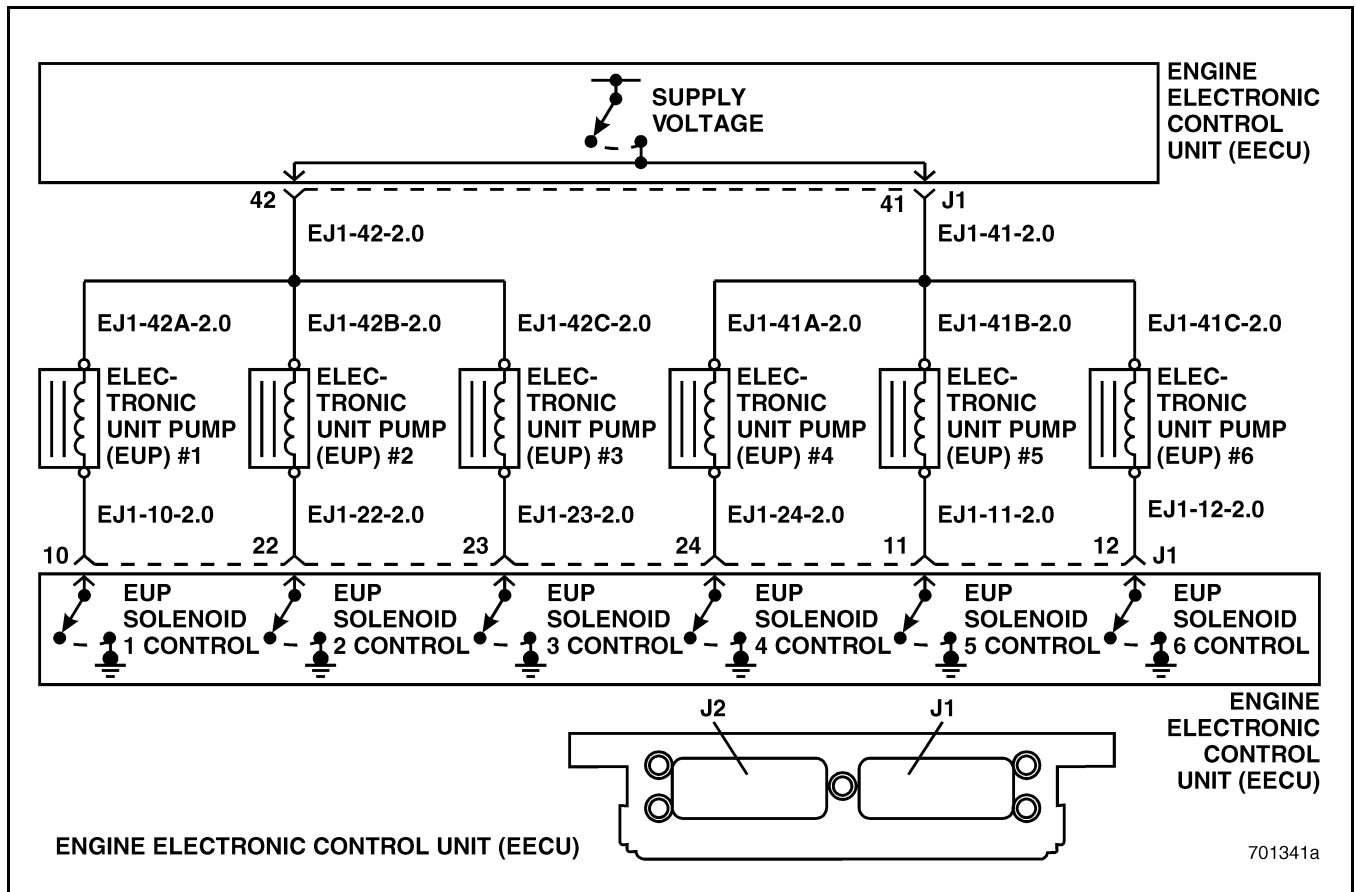 ENGINE
ELECTRONIC
CONTROL
UNIT (EECU)
SUPPLY
VOLTAGE
42
41
J1
EJ1-42-2.0
EJ1-41-2.0
EJ1-42A-2.0
EJ1-42B-2.0
EJ1-42C-2.0
EJ1-41A-2.0
EJ1-41B-2.0
EJ1-41C-2.0
ELEC-
TRONIC
UNIT PUMP
(EUP) #1
ELEC-
TRONIC
UNIT PUMP
(EUP) #2
ELEC-
TRONIC
UNIT PUMP
(EUP) #3
ELEC-
TRONIC
UNIT PUMP
(EUP) #4
ELEC-
TRONIC
UNIT PUMP
(EUP) #5
ELEC-
TRONIC
UNIT PUMP
(EUP) #6
EJ1-10-2.0
EJ1-22-2.0
EJ1-23-2.0
EJ1-24-2.0
EJ1-11-2.0
EJ1-12-2.0
10
22
23
24
11
12
J1
EUP
SOLENOID
1 CONTROL
EUP
SOLENOID
2 CONTROL
EUP
SOLENOID
3 CONTROL
EUP
SOLENOID
4 CONTROL
EUP
SOLENOID
5 CONTROL
EUP
SOLENOID
6 CONTROL
ENGINE
ELECTRONIC
CONTROL
UNIT (EECU)
J2
J1
ENGINE ELECTRONIC CONTROL UNIT (EECU)
701341a